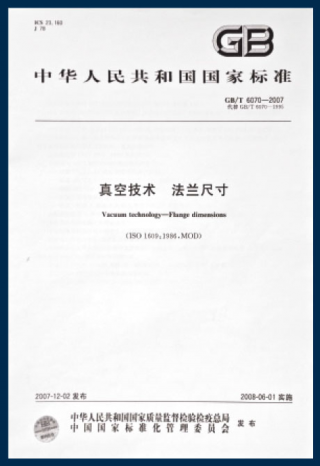 ICS 23.160
J 78
GB
中华人民共和国国家标准
GB/T 6070—2007
代替 GB/T 6070—1995
真空技术 法兰尺寸
Vacuum technology—Flange dimensions
(ISO 1609:1986,MOD)
2007-12-02 发布
2008-06-01 实施
中华人民共和国国家质量监督检验检疫总局
中国国家标准化管理委员会
发布